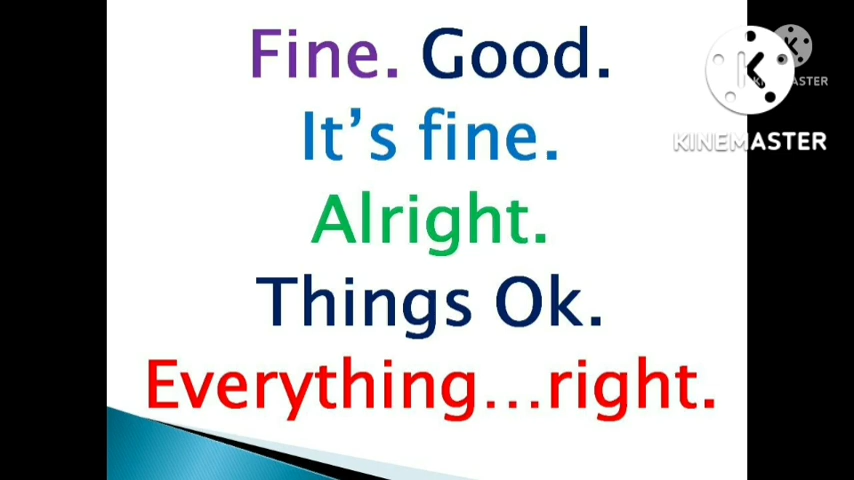 Fine. Good.
It's fine.
Alright.
Things Ok.
Everything...right.
KINEMASTER